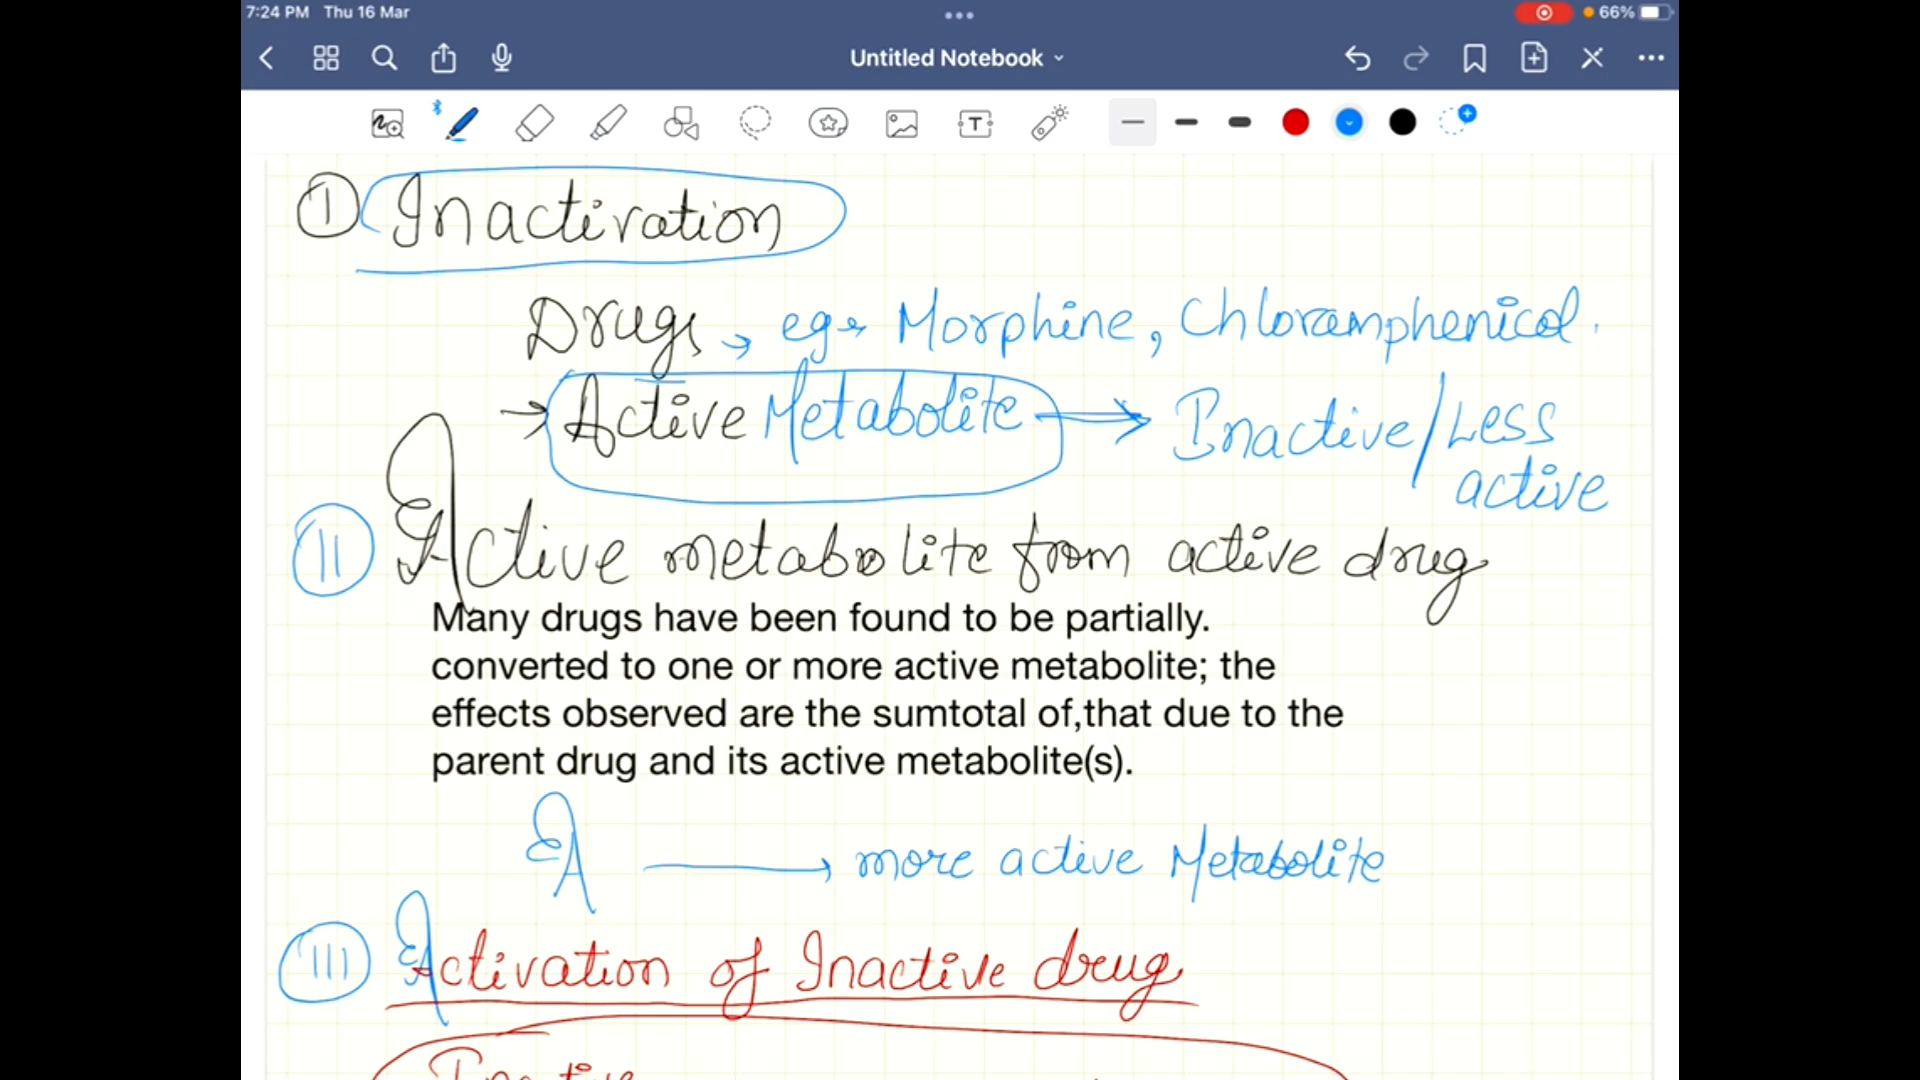 7:24 PM Thu 16 Mar
66%
Untitled Notebook
T
I Inactivation
Drugs → eg → Morphine, Chloramphenicol.
→ Active Metabolite → Inactive/Less
active
II Active metabolite from active drug
Many drugs have been found to be partially.
converted to one or more active metabolite; the
effects observed are the sumtotal of,that due to the
parent drug and its active metabolite(s).
A → more active Metabolite
III Activation of Inactive drug
Inactive